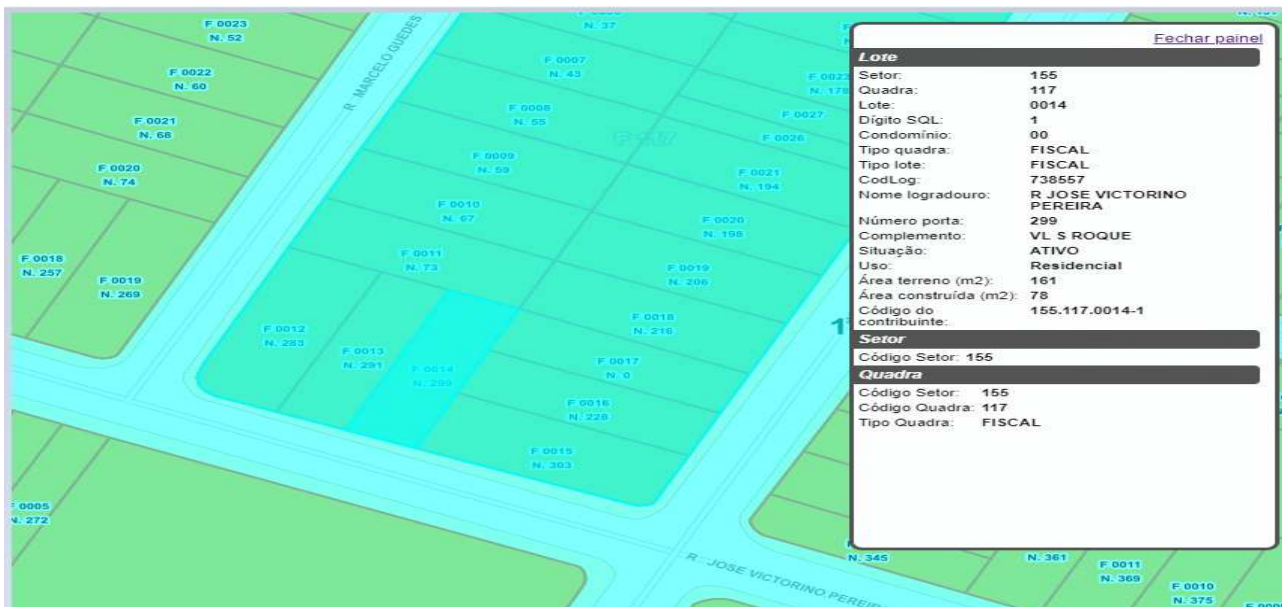 F 0023
N. 52
F 0022
N. 60
F 0021
N. 68
F 0020
N. 74
F 0018
N. 257
F 0019
N. 269
F 0005
N. 272
R MARCELO GUEDES
N. 37
F 0007
N. 43
F 0008
N. 55
F 0009
N. 59
F 0010
N. 67
F 0011
N. 73
F 0012
N. 283
F 0013
N. 291
F 0014
N. 299
F 0027
F 0026
F 0021
N. 194
F 0020
N. 198
F 0019
N. 206
F 0018
N. 216
F 0017
N. 0
F 0016
N. 228
F 0015
N. 303
R JOSE VICTORINO PEREIRA
Fechar painel
Lote
Setor: 155
Quadra: 117
Lote: 0014
Dígito SQL: 1
Condomínio: 00
Tipo quadra: FISCAL
Tipo lote: FISCAL
CodLog: 738557
Nome logradouro: R JOSE VICTORINO
PEREIRA
Número porta: 299
Complemento: VL S ROQUE
Situação: ATIVO
Uso: Residencial
Área terreno (m2): 161
Área construída (m2): 78
Código do 155.117.0014-1
contribuinte:
Setor
Código Setor: 155
Quadra
Código Setor: 155
Código Quadra: 117
Tipo Quadra: FISCAL
N. 345
N. 361
F 0011
N. 369
F 0010
N. 375